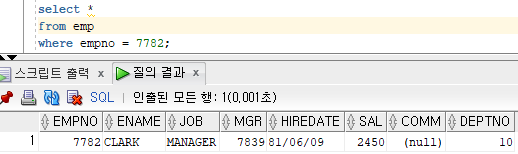 select *
from emp
where empno = 7782;
스크립트 출력 x 질의 결과 x
SQL | 인출된 모든 행: 1(0,001초)
EMPNO ENAME JOB MGR HIREDATE SAL COMM DEPTNO
1 7782 CLARK MANAGER 7839 81/06/09 2450 (null) 10